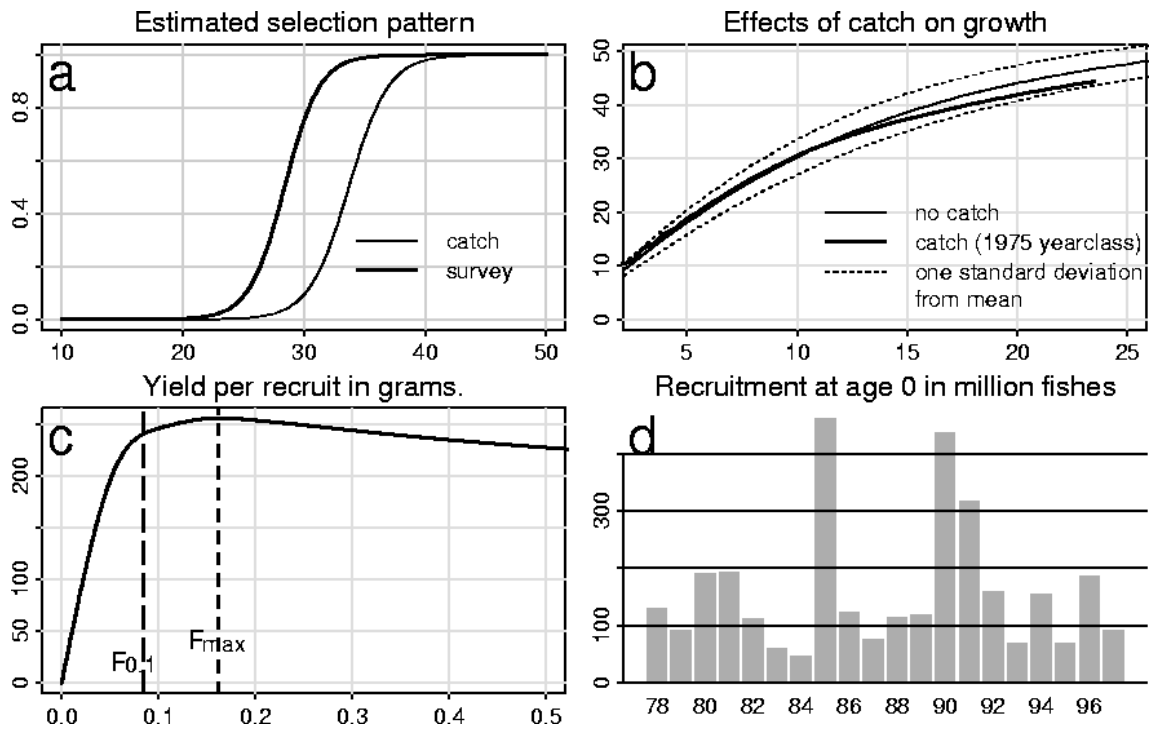 Estimated selection pattern
a
0.0 0.4 0.8
catch
survey
10 20 30 40 50
Effects of catch on growth
b
0 10 20 30 40 50
no catch
catch (1975 yearclass)
one standard deviation
from mean
5 10 15 20 25
Yield per recruit in grams.
c
0 50 100 200
F0.1
Fmax
0.0 0.1 0.2 0.3 0.4 0.5
Recruitment at age 0 in million fishes
d
0 100 300
78 80 82 84 86 88 90 92 94 96